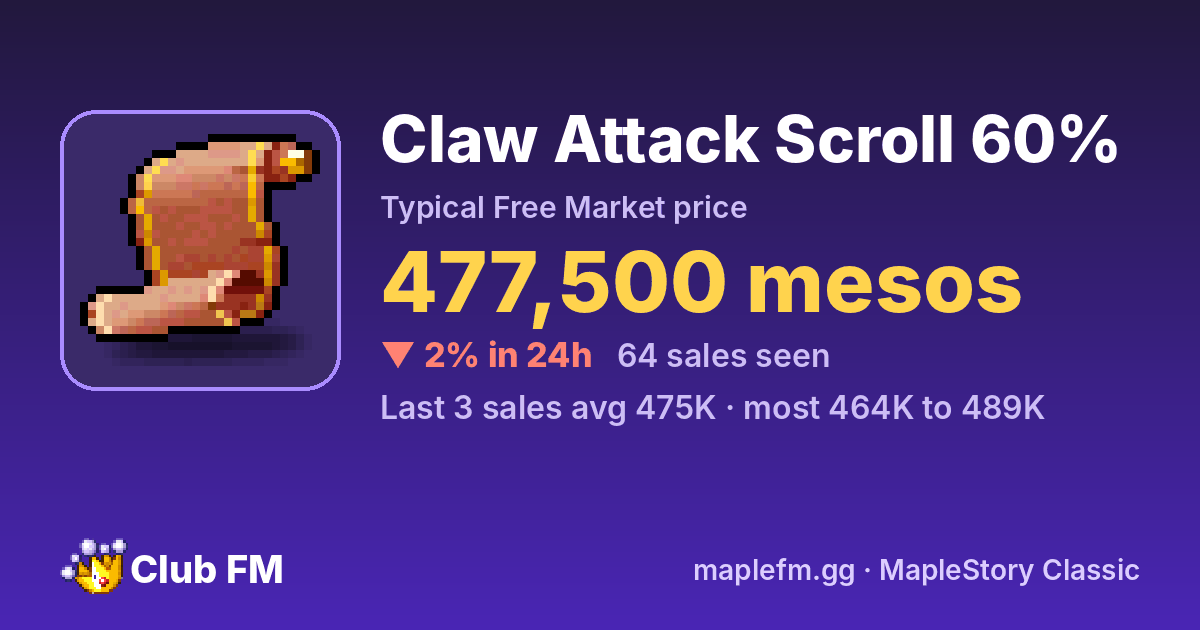 Claw Attack Scroll 60%
Typical Free Market price
477,500 mesos
▼ 2% in 24h 64 sales seen
Last 3 sales avg 475K · most 464K to 489K
Club FM
maplefm.gg · MapleStory Classic